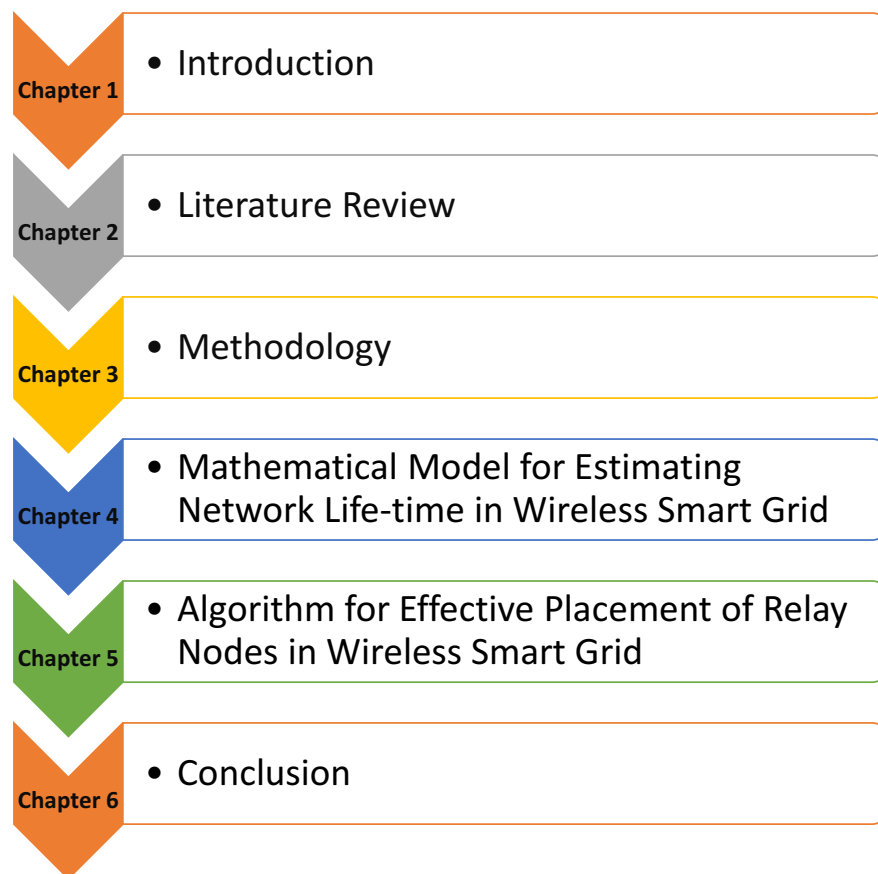 Chapter 1
• Introduction
Chapter 2
• Literature Review
Chapter 3
• Methodology
Chapter 4
• Mathematical Model for Estimating
Network Life-time in Wireless Smart Grid
Chapter 5
• Algorithm for Effective Placement of Relay
Nodes in Wireless Smart Grid
Chapter 6
• Conclusion